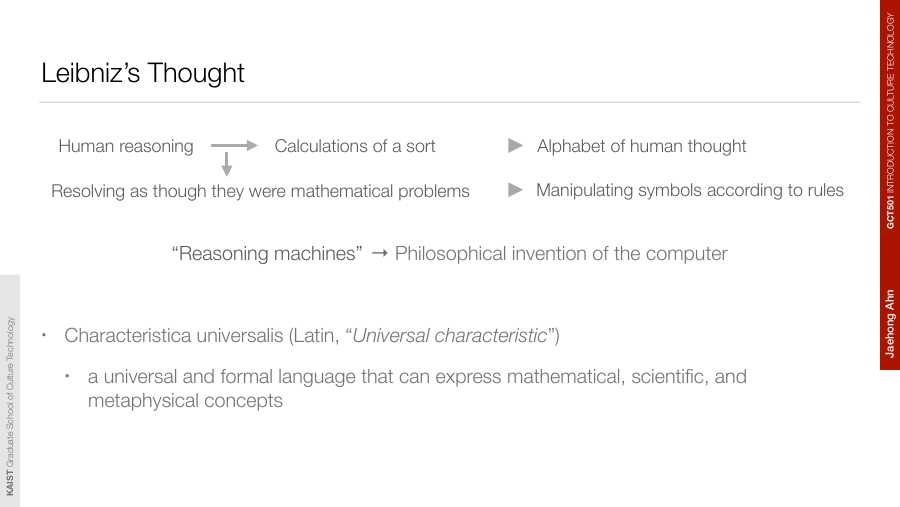 Leibniz’s Thought
Human reasoning → Calculations of a sort
▶ Alphabet of human thought
Resolving as though they were mathematical problems
▶ Manipulating symbols according to rules
“Reasoning machines” → Philosophical invention of the computer
• Characteristica universalis (Latin, “Universal characteristic”)
• a universal and formal language that can express mathematical, scientific, and
metaphysical concepts
GCT501 INTRODUCTION TO CULTURE TECHNOLOGY
Jaehong Ahn
KAIST Graduate School of Culture Technology